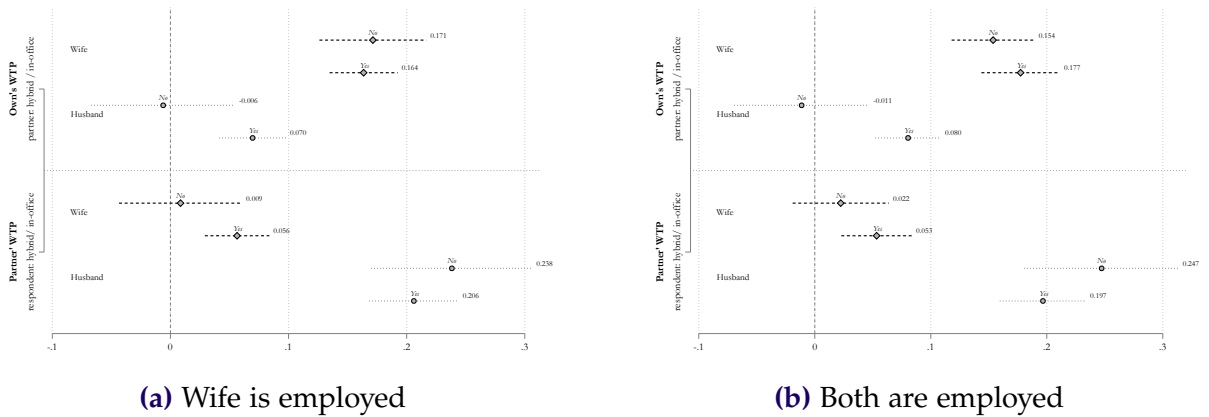 Own's WTP
partner: hybrid / in-office
Partner' WTP
respondent: hybrid/ in-office
Wife
No
0.171
Yes
0.164
Husband
No
-0.006
Yes
0.070
Wife
No
0.009
Yes
0.056
Husband
No
0.238
Yes
0.206
-.1 0 .1 .2 .3
(a) Wife is employed
Own's WTP
partner: hybrid / in-office
Partner' WTP
respondent: hybrid/ in-office
Wife
No
0.154
Yes
0.177
Husband
No
-0.011
Yes
0.080
Wife
No
0.022
Yes
0.053
Husband
No
0.247
Yes
0.197
-.1 0 .1 .2 .3
(b) Both are employed